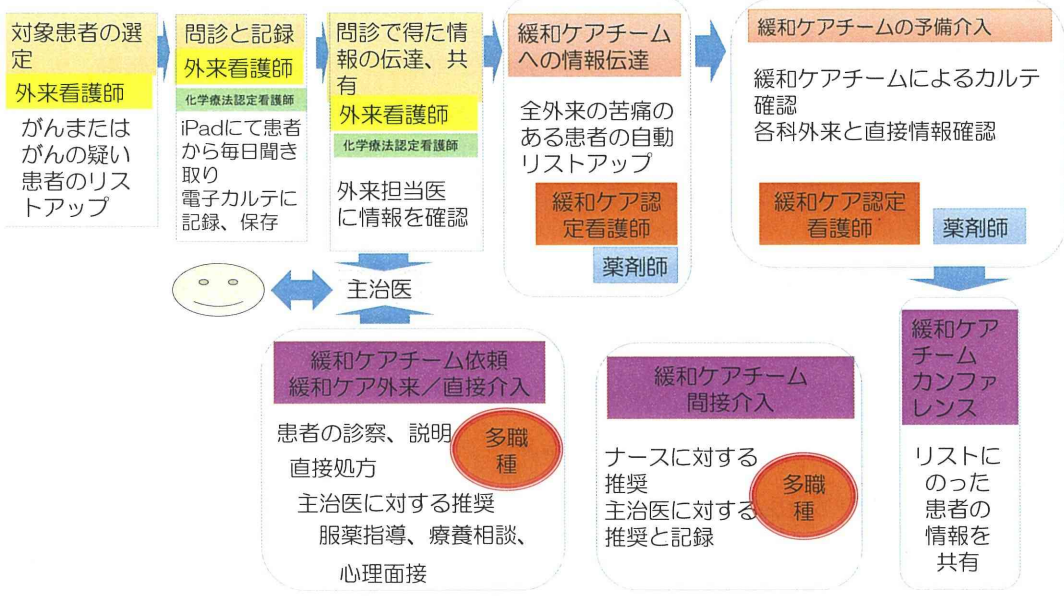 対象患者の選
定
外来看護師
がんまたは
がんの疑い
患者のリス
トアップ
問診と記録
外来看護師
化学療法認定看護師
iPadにて患者
から毎日聞き
取り
電子カルテに
記録、保存
問診で得た情
報の伝達、共
有
外来看護師
化学療法認定看護師
外来担当医
に情報を確認
緩和ケアチーム
への情報伝達
全外来の苦痛の
ある患者の自動
リストアップ
緩和ケア認
定看護師
薬剤師
緩和ケアチームの予備介入
緩和ケアチームによるカルテ
確認
各科外来と直接情報確認
緩和ケア認定
看護師
薬剤師
主治医
緩和ケアチーム依頼
緩和ケア外来／直接介入
患者の診察、説明
直接処方
主治医に対する推奨
服薬指導、療養相談、
心理面接
多職
種
緩和ケアチーム
間接介入
ナースに対する
推奨
主治医に対する
推奨と記録
多職
種
緩和ケア
チーム
カンファ
レンス
リストに
のった
患者の
情報を
共有